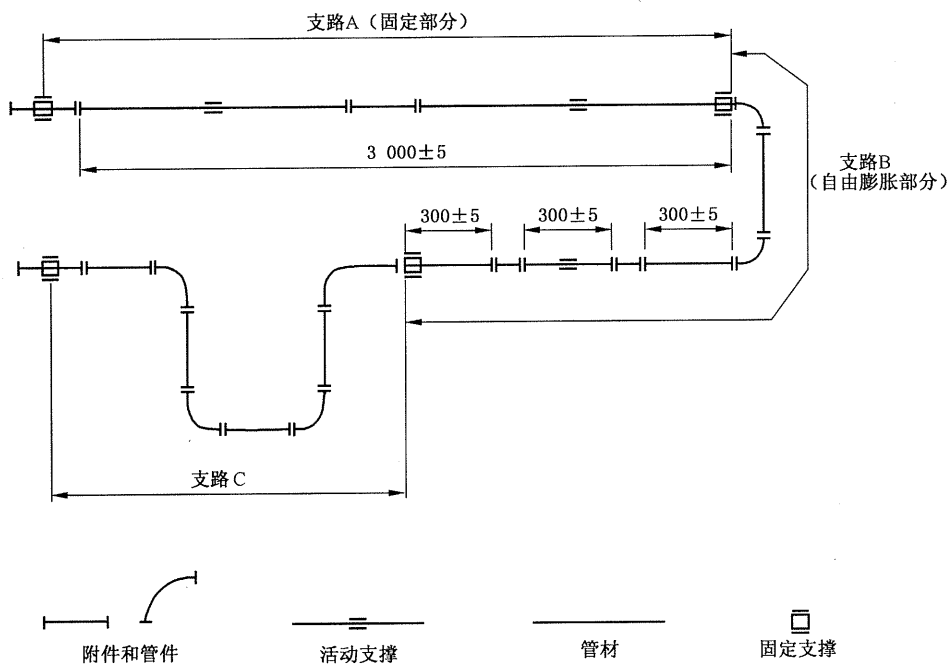 支路A（固定部分）
3 000±5
支路B
（自由膨胀部分）
300±5
300±5
300±5
支路C
附件和管件
活动支撑
管材
固定支撑